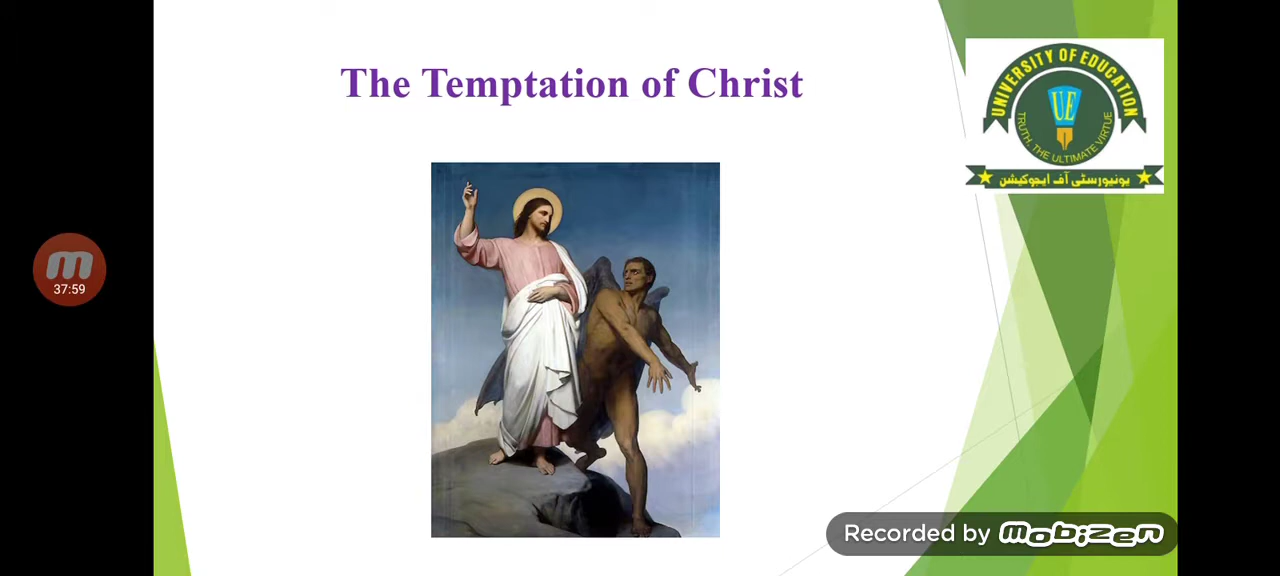 The Temptation of Christ
UNIVERSITY OF EDUCATION
UE
TRUTH, THE ULTIMATE VIRTUE
یونیورسٹی آف ایجوکیشن
37:59
Recorded by mobizen